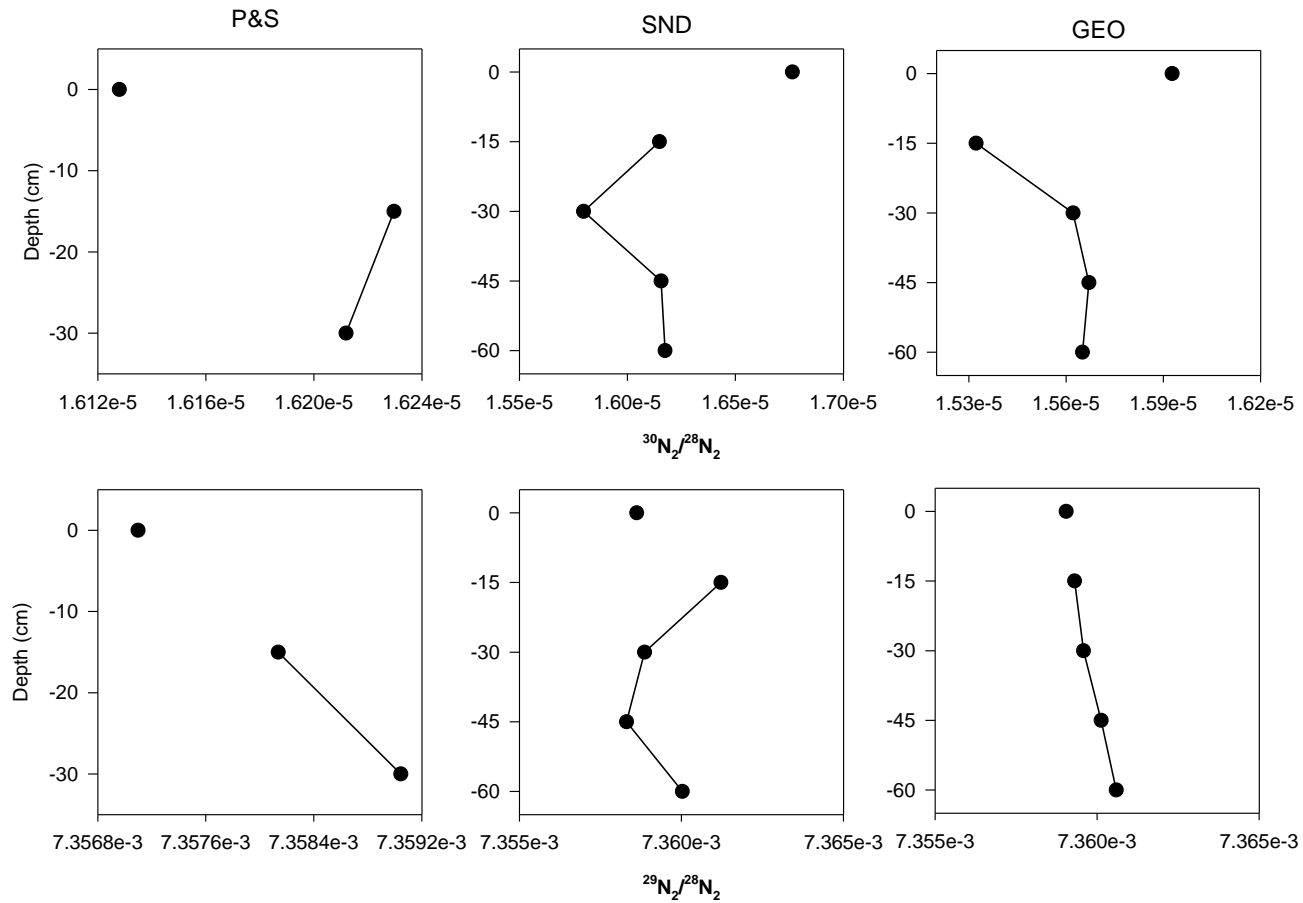 P&S SND GEO
0 0 0
-10 -15 -15
-20 -30 -30
-30 -45 -45
-60 -60
Depth (cm)
1.612e-5 1.616e-5 1.620e-5 1.624e-5 1.55e-5 1.60e-5 1.65e-5 1.70e-5 1.53e-5 1.56e-5 1.59e-5 1.62e-5
³⁰N₂/²⁸N₂
0 0 0
-10 -15 -15
-20 -30 -30
-30 -45 -45
-60 -60
Depth (cm)
7.3568e-3 7.3576e-3 7.3584e-3 7.3592e-3 7.355e-3 7.360e-3 7.365e-3 7.355e-3 7.360e-3 7.365e-3
²⁹N₂/²⁸N₂